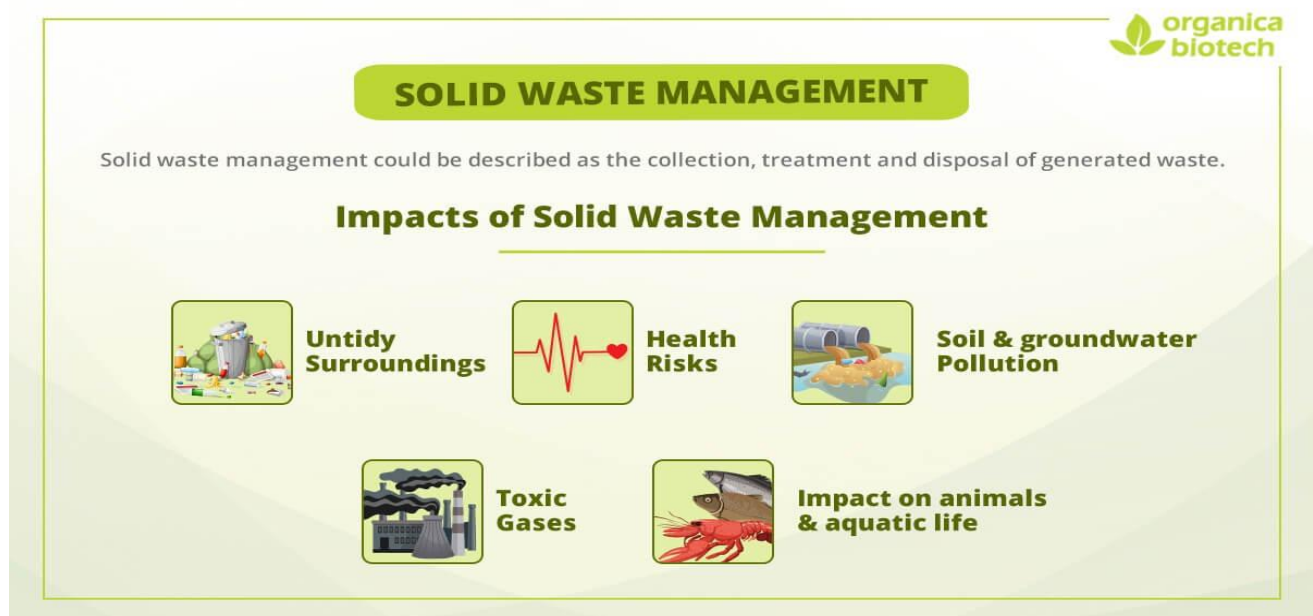 organica
biotech
SOLID WASTE MANAGEMENT
Solid waste management could be described as the collection, treatment and disposal of generated waste.
Impacts of Solid Waste Management
Untidy
Surroundings
Health
Risks
Soil & groundwater
Pollution
Toxic
Gases
Impact on animals
& aquatic life